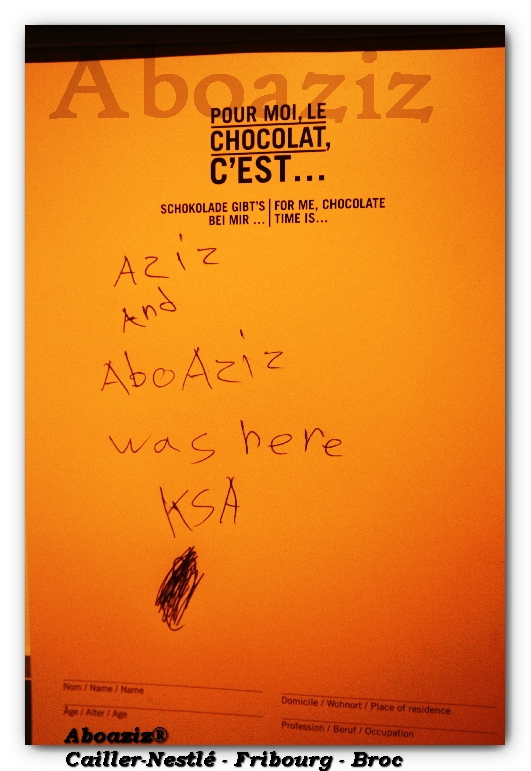 Aboaziz
POUR MOI, LE
CHOCOLAT,
C'EST...
SCHOKOLADE GIBT'S
BEI MIR ...
FOR ME, CHOCOLATE
TIME IS...
Aziz
And
AboAziz
was here
KSA
Nom / Name / Name
Âge / Alter / Age
Domicile / Wohnort / Place of residence
Profession / Beruf / Occupation
Aboaziz®
Cailler-Nestlé - Fribourg - Broc